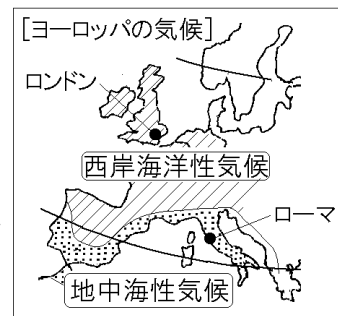 [ヨーロッパの気候]
ロンドン
西岸海洋性気候
ローマ
地中海性気候